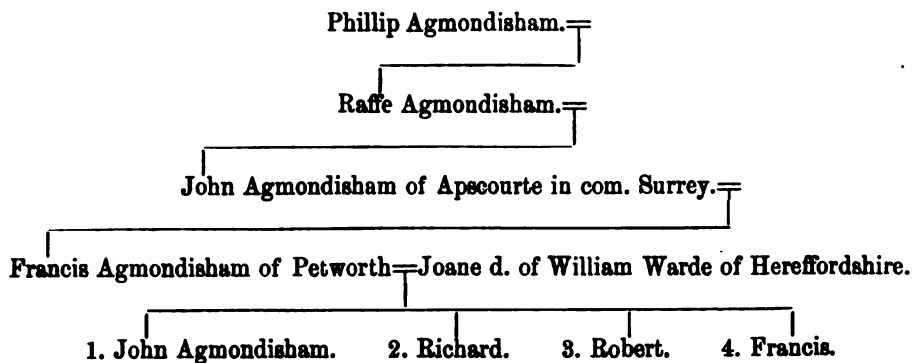 Phillip Agmondisham.=
Raffe Agmondisham.=
John Agmondisham of Apscourte in com. Surrey.=
Francis Agmondisham of Petworth=Joane d. of William Warde of Hereffordshire.
1. John Agmondisham. 2. Richard. 3. Robert. 4. Francis.